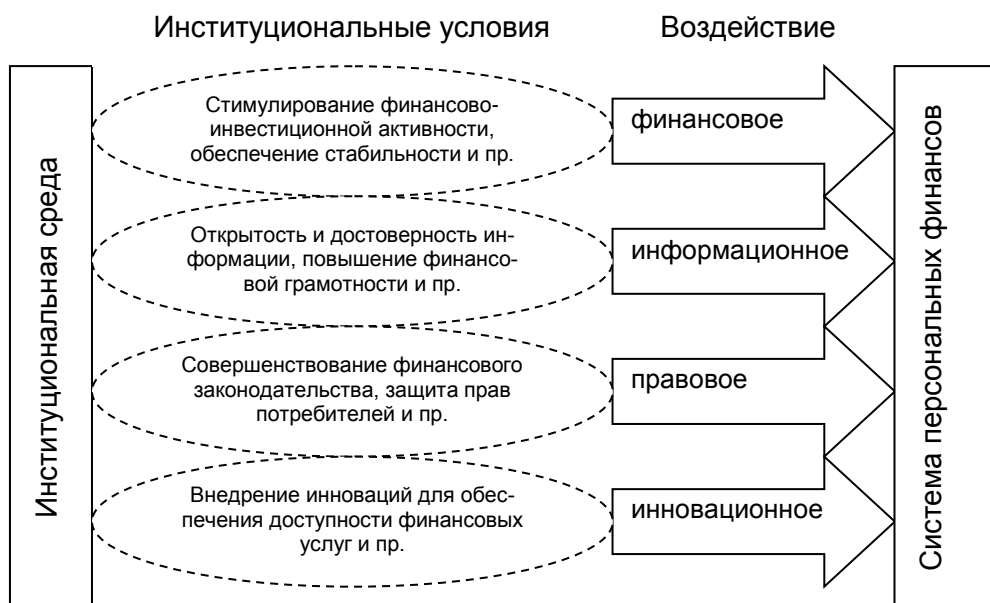 Институциональные условия
Воздействие
Институциональная среда
Стимулирование финансово-
инвестиционной активности,
обеспечение стабильности и пр.
финансовое
Открытость и достоверность ин-
формации, повышение финансо-
вой грамотности и пр.
информационное
Совершенствование финансового
законодательства, защита прав
потребителей и пр.
правовое
Внедрение инноваций для обес-
печения доступности финансовых
услуг и пр.
инновационное
Система персональных финансов